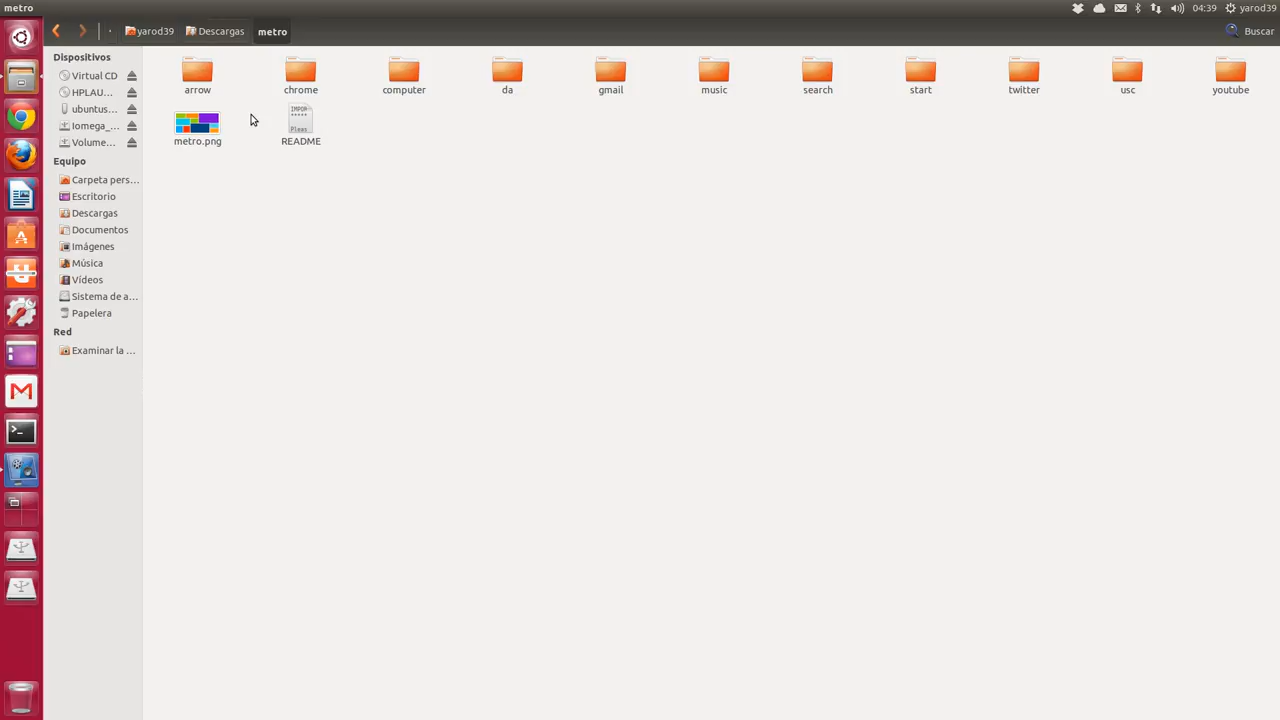 metro
04:39 yarod39
yarod39 Descargas metro
Buscar
Dispositivos
Virtual CD
HPLAU...
ubuntus...
Iomega_...
Volume...
Equipo
Carpeta pers...
Escritorio
Descargas
Documentos
Imágenes
Música
Vídeos
Sistema de a...
Papelera
Red
Examinar la ...
arrow chrome computer da gmail music search start twitter usc youtube
IMPOR
*****
Pleas
metro.png README